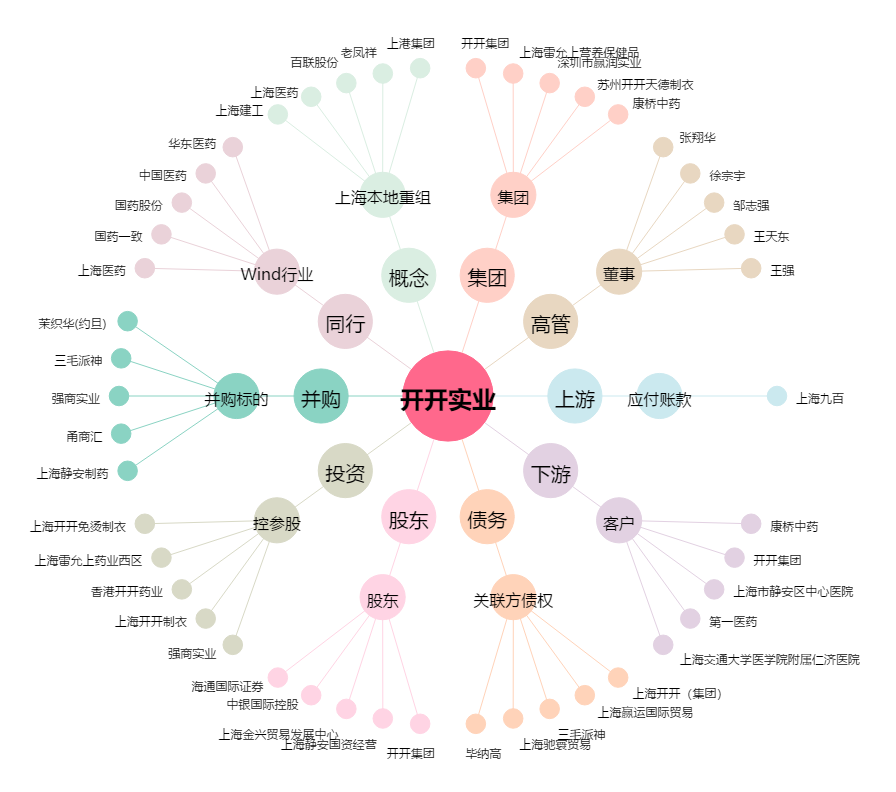 开开实业
概念
上海本地重组
上海建工
上海医药
百联股份
老凤祥
上港集团
集团
集团
开开集团
上海雷允上营养保健品
深圳市赢润实业
苏州开开天德制衣
康桥中药
高管
董事
张翔华
徐宗宇
邹志强
王天东
王强
上游
应付账款
上海九百
下游
客户
康桥中药
开开集团
上海市静安区中心医院
第一医药
上海交通大学医学院附属仁济医院
债务
关联方债权
上海开开（集团）
上海赢运国际贸易
三毛派神
上海驰裘贸易
毕纳高
股东
股东
开开集团
上海静安国资经营
上海金兴贸易发展中心
中银国际控股
海通国际证券
投资
控参股
强商实业
上海开开制衣
香港开开药业
上海雷允上药业西区
上海开开免烫制衣
并购
并购标的
上海静安制药
甬商汇
强商实业
三毛派神
茉织华(约旦)
同行
Wind行业
上海医药
国药一致
国药股份
中国医药
华东医药